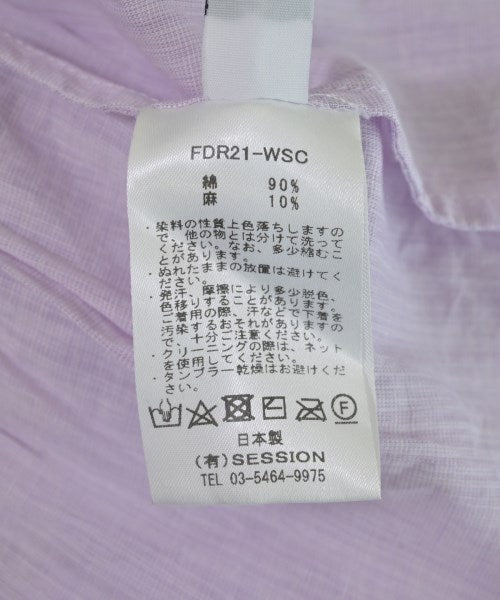 FDR21-WSC
綿 90%
麻 10%
・染料の性質上色落ちしますの
で、他の物とは分けて洗って
ください。なお、多少縮むこ
とがあります。
・ぬれたままの放置は避けてく
ださい。
・発汗、摩擦により多少脱色、
色移りすることがあります。
ご着用の際、汗などで下着を
汚染するおそれがありますの
で、十分ご注意ください。
・クリーニングの際は、ネット
を使用してください。
・タンブラー乾燥はお避けくだ
さい。
F
日本製
(有)SESSION
TEL 03-5464-9975